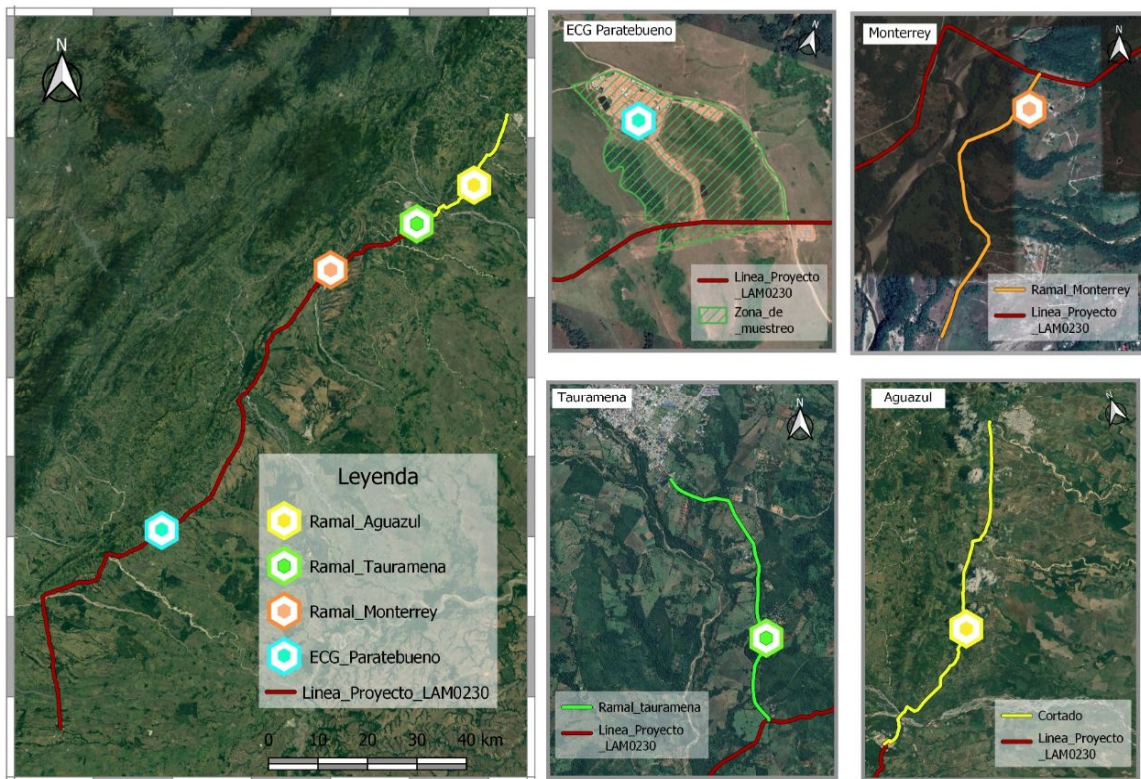 N
Leyenda
Ramal_Aguazul
Ramal_Tauramena
Ramal_Monterrey
ECG_Paratebueno
Linea_Proyecto_LAM0230
0 10 20 30 40 km
ECG Paratebueno
N
Linea_Proyecto
_LAM0230
Zona_de
_muestreo
Monterrey
N
Ramal_Monterrey
Linea_Proyecto
_LAM0230
Tauramena
N
Ramal_tauramena
Linea_Proyecto
_LAM0230
Aguazul
N
Cortado
Linea_Proyecto
_LAM0230